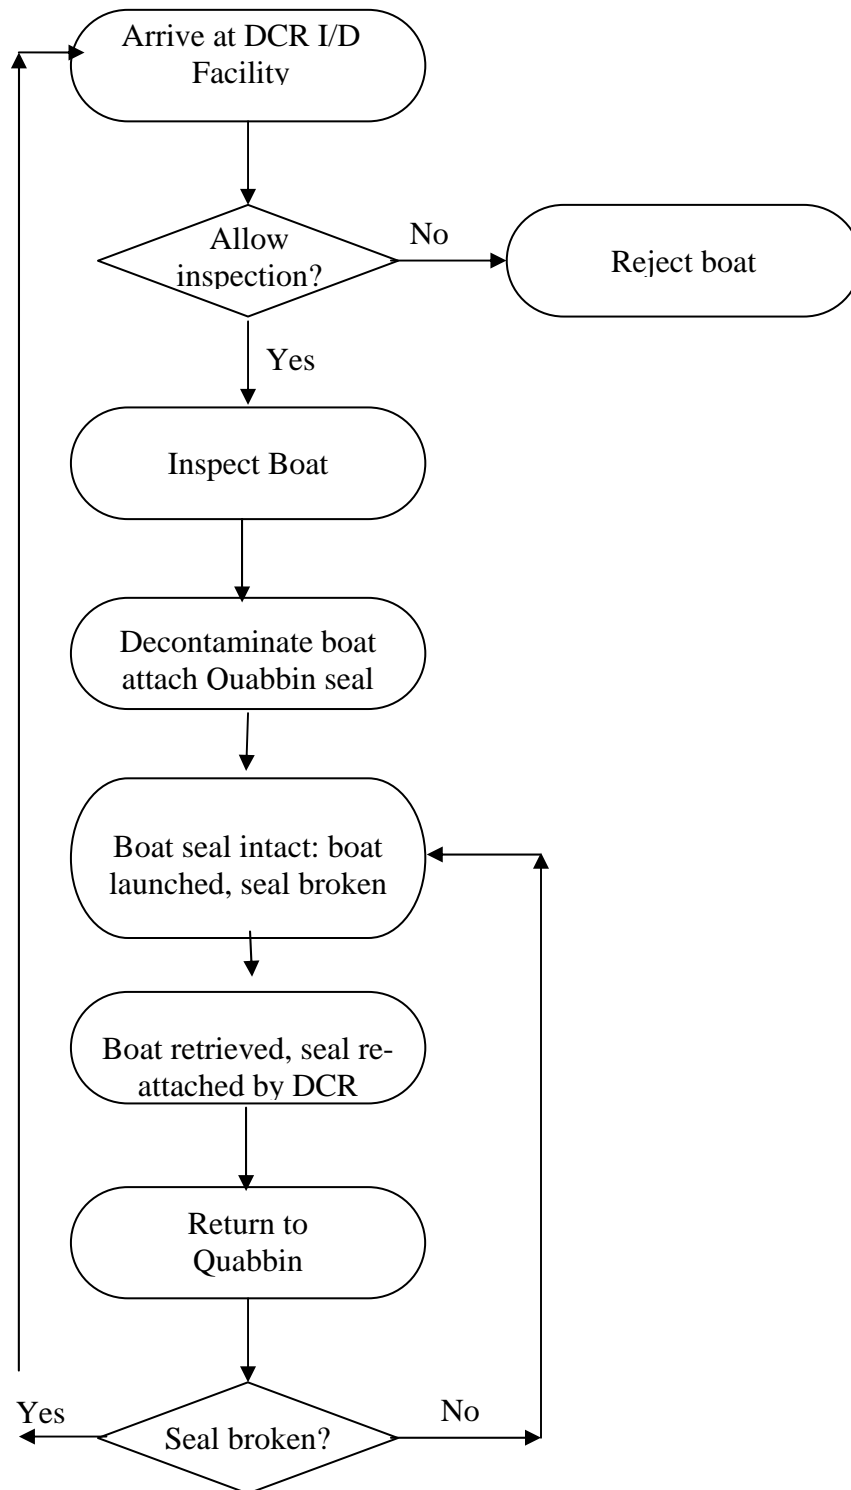 Arrive at DCR I/D
Facility
Allow
inspection?
No
Reject boat
Yes
Inspect Boat
Decontaminate boat
attach Quabbin seal
Boat seal intact: boat
launched, seal broken
Boat retrieved, seal re-
attached by DCR
Return to
Quabbin
Yes
Seal broken?
No